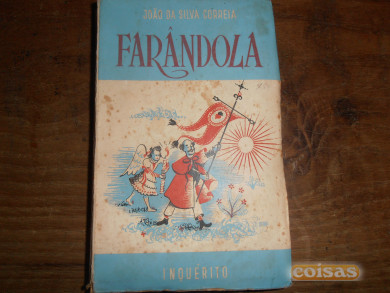 JOÃO DA SILVA CORREIA
FARÂNDOLA
INQUÉRITO
coisas